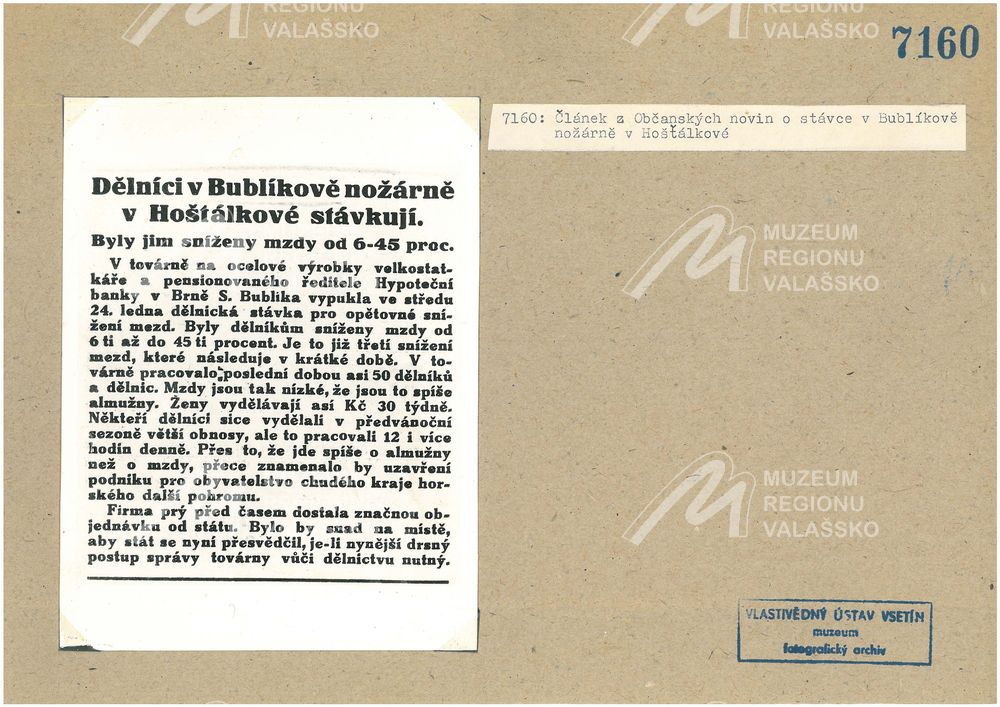 REGIONU
VALAŠSKO
REGIONU
VALAŠSKO
7160
7160: Článek z Občanských novin o stávce v Bublíkově
nožárně v Hošťálkové
Dělníci v Bublíkově nožárně
v Hoštálkové stávkují.
Byly jim sníženy mzdy od 6-45 proc.
V továrně na ocelové výrobky velkostat-
káře a pensionovaného ředitele Hypoteční
banky v Brně S. Bublíka vypukla ve středu
24. ledna dělnická stávka pro opětovné sní-
žení mezd. Byly dělníkům sníženy mzdy od
6 ti až do 45 ti procent. Je to již třetí snížení
mezd, které následuje v krátké době. V to-
várně pracovalo poslední dobou asi 50 dělníků
a dělnic. Mzdy jsou tak nízké, že jsou to spíše
almužny. Ženy vydělávají así Kč 30 týdně.
Někteří dělníci sice vydělali v předvánoční
sezoně větší obnosy, ale to pracovali 12 i více
hodin denně. Přes to, že jde spíše o almužny
než o mzdy, přece znamenalo by uzavření
podniku pro obyvatelstvo chudého kraje hor-
ského další pohromu.
Firma prý před časem dostala značnou ob-
jednávku od státu. Bylo by snad na místě,
aby stát se nyní přesvědčil, je-li nynější drsný
postup správy továrny vůči dělnictvu nutný.
MUZEUM
REGIONU
VALAŠSKO
MUZEUM
REGIONU
VALAŠSKO
VLASTIVĚDNÝ ÚSTAV VSETÍN
muzeum
fotografický archiv